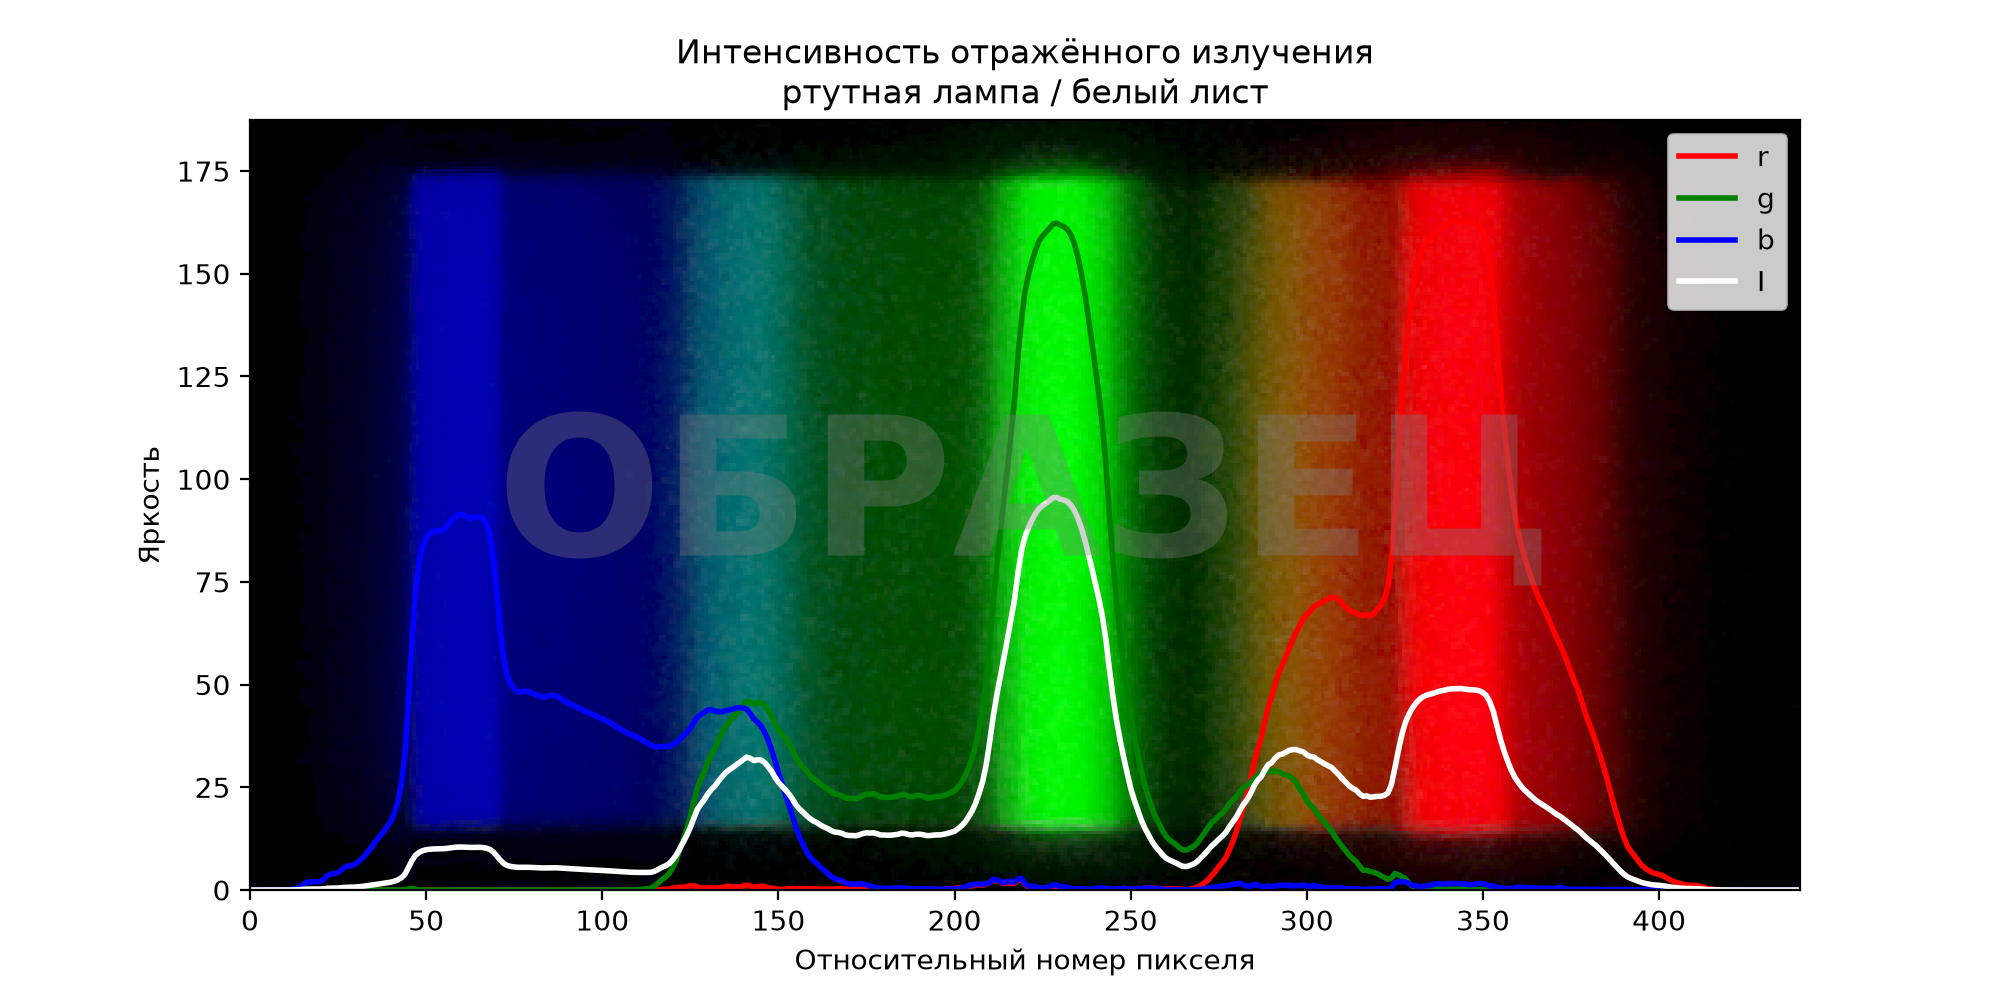 Интенсивность отражённого излучения
ртутная лампа / белый лист
175
150
125
100
75
50
25
0
Яркость
r
g
b
l
ОБРАЗЕЦ
0 50 100 150 200 250 300 350 400
Относительный номер пикселя